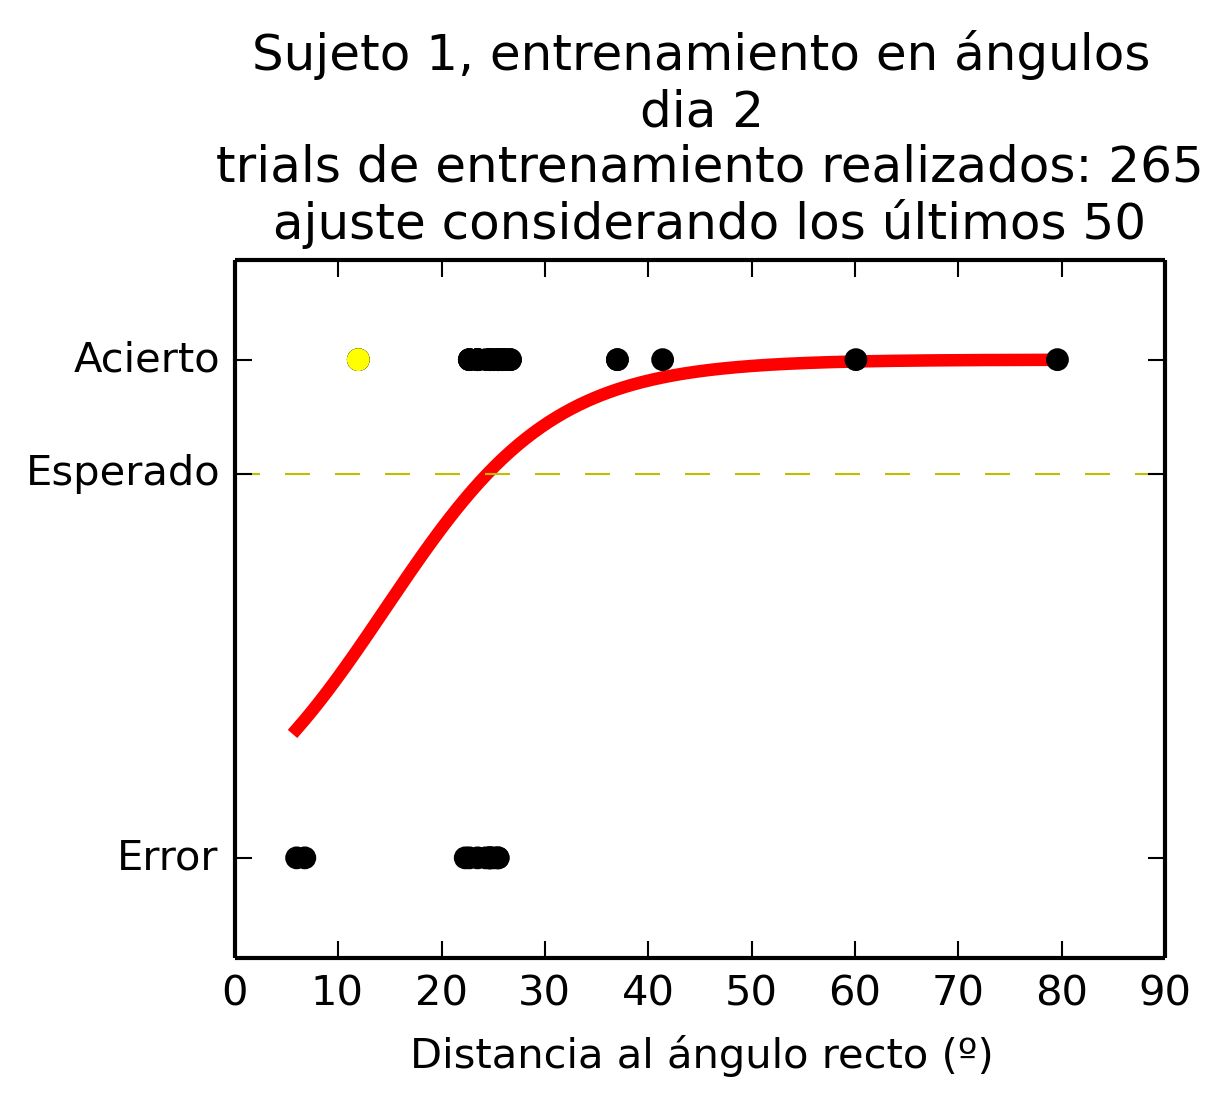 Sujeto 1, entrenamiento en ángulos
dia 2
trials de entrenamiento realizados: 265
ajuste considerando los últimos 50
Acierto
Esperado
Error
0 10 20 30 40 50 60 70 80 90
Distancia al ángulo recto (º)